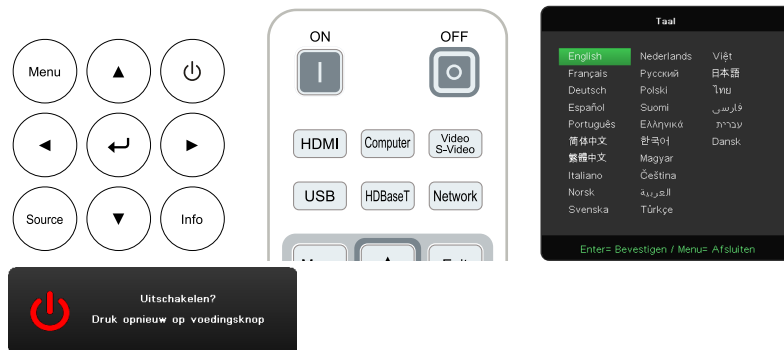 Menu
Source Info
ON OFF
HDMI Computer Video
S-Video
USB HDBaseT Network
Taal
English Nederlands Việt
Français Русский 日本語
Deutsch Polski ไทย
Español Suomi فارسی
Português Ελληνικά עברית
简体中文 한국어 Dansk
繁體中文 Magyar
Italiano Čeština
Norsk العربية
Svenska Türkçe
Enter= Bevestigen / Menu= Afsluiten
Uitschakelen?
Druk opnieuw op voedingsknop